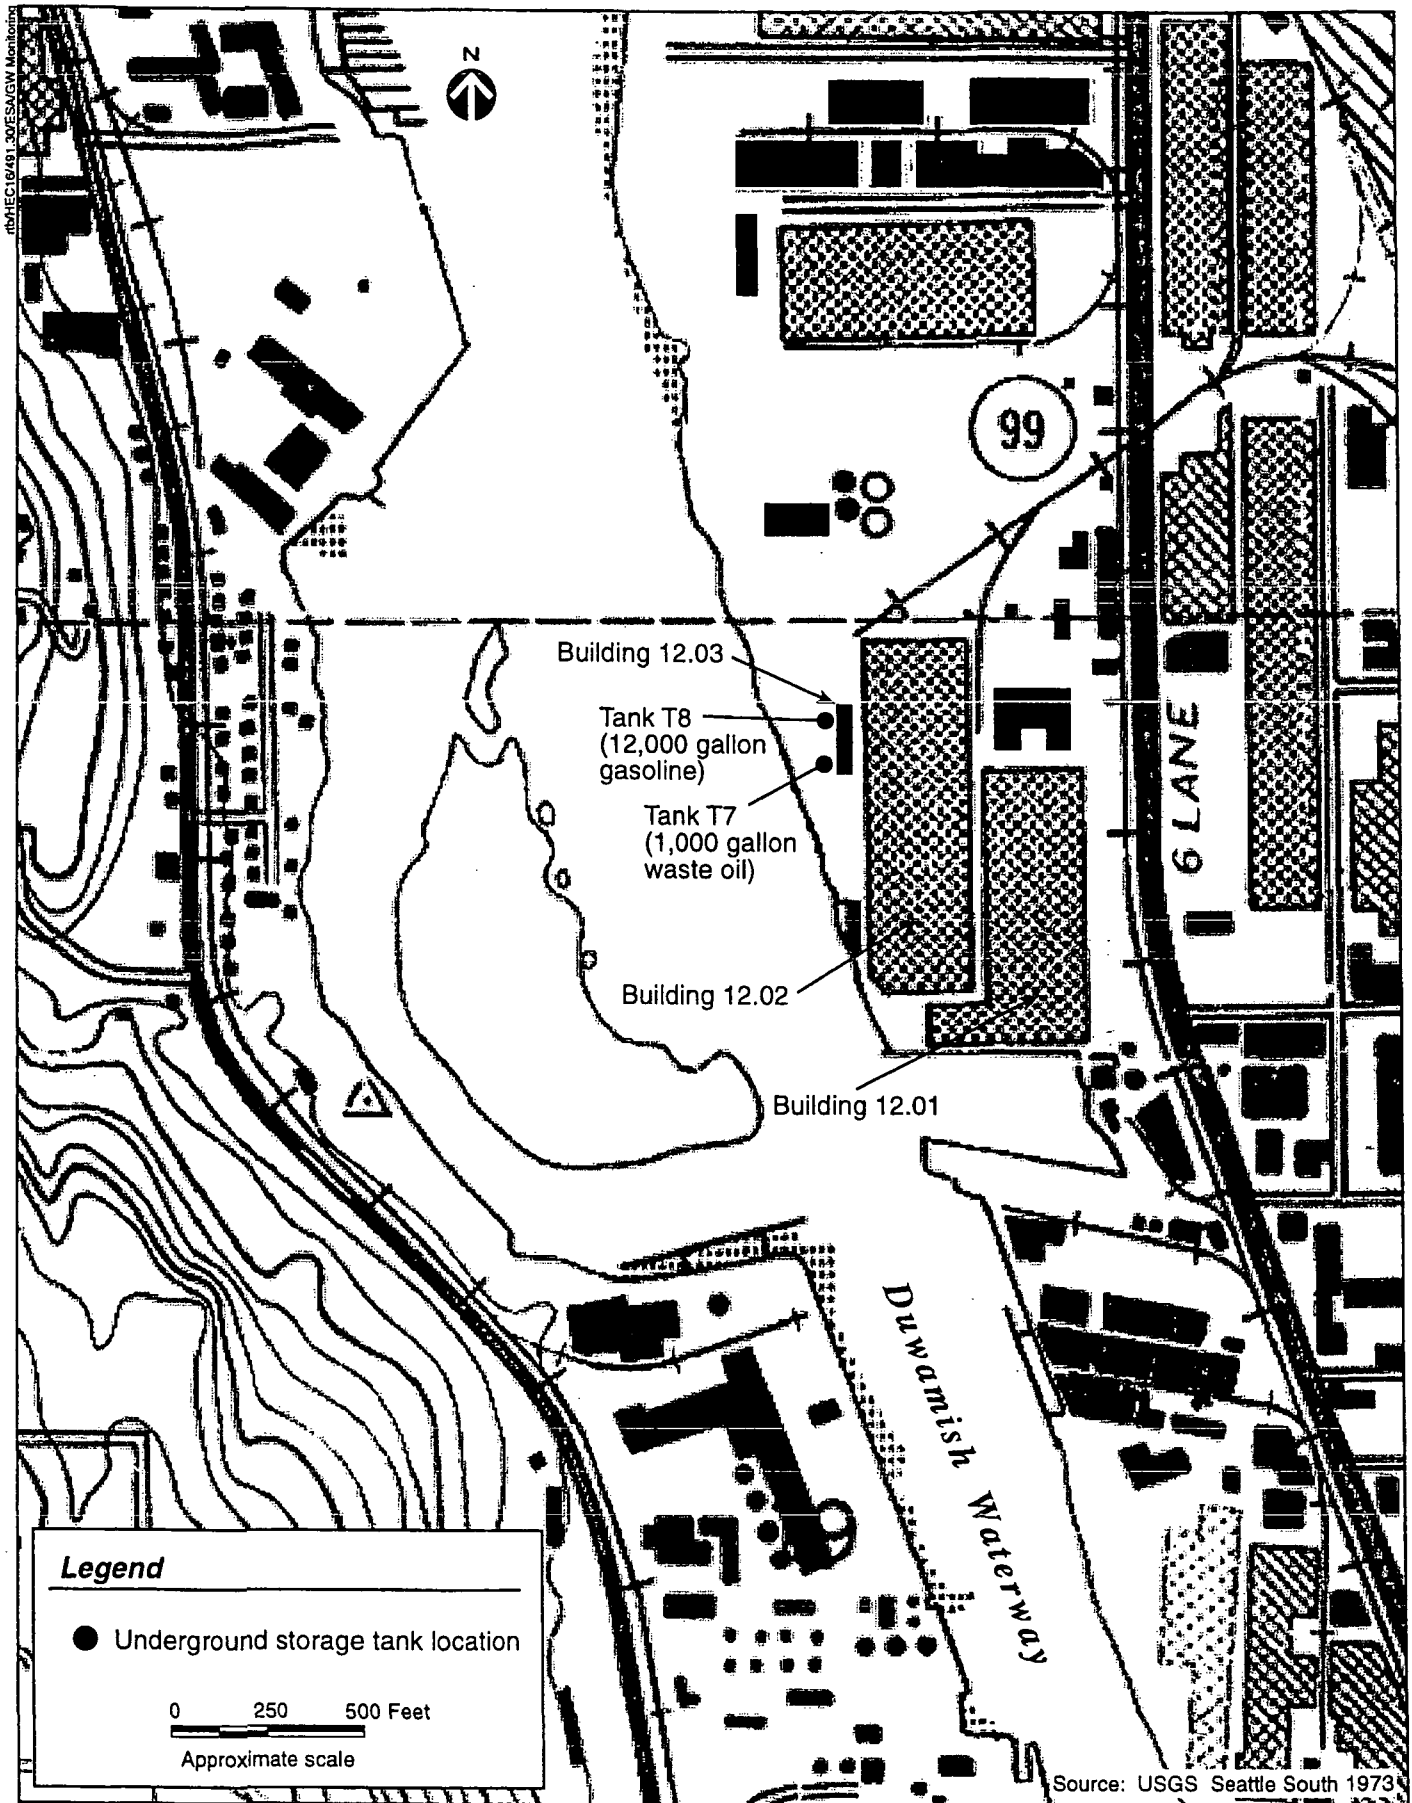 rtb/HEC16/491.30/ESA/GW Monitoring
N
99
Building 12.03
Tank T8
(12,000 gallon
gasoline)
Tank T7
(1,000 gallon
waste oil)
6 LANE
Building 12.02
Building 12.01
Duwamish Waterway
Legend
Underground storage tank location
0 250 500 Feet
Approximate scale
Source: USGS Seattle South 1973